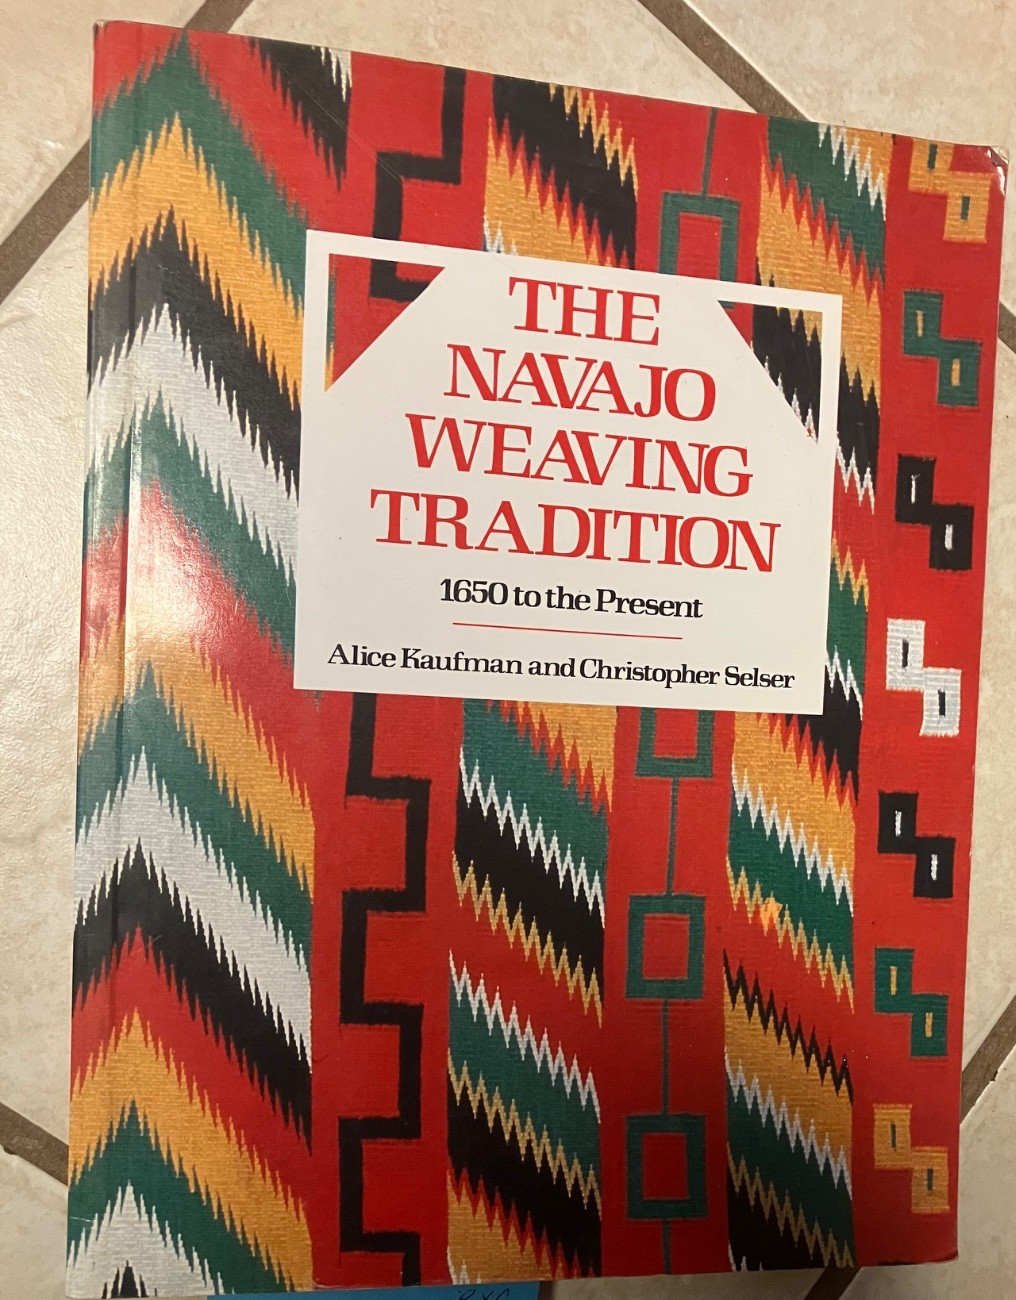 THE
NAVAJO
WEAVING
TRADITION
1650 to the Present
Alice Kaufman and Christopher Selser